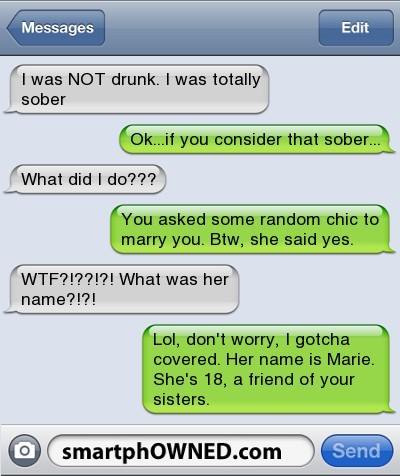 Messages
Edit
I was NOT drunk. I was totally
sober
Ok...if you consider that sober...
What did I do???
You asked some random chic to
marry you. Btw, she said yes.
WTF?!??!?! What was her
name?!?!
Lol, don't worry, I gotcha
covered. Her name is Marie.
She's 18, a friend of your
sisters.
smartphOWNED.com
Send